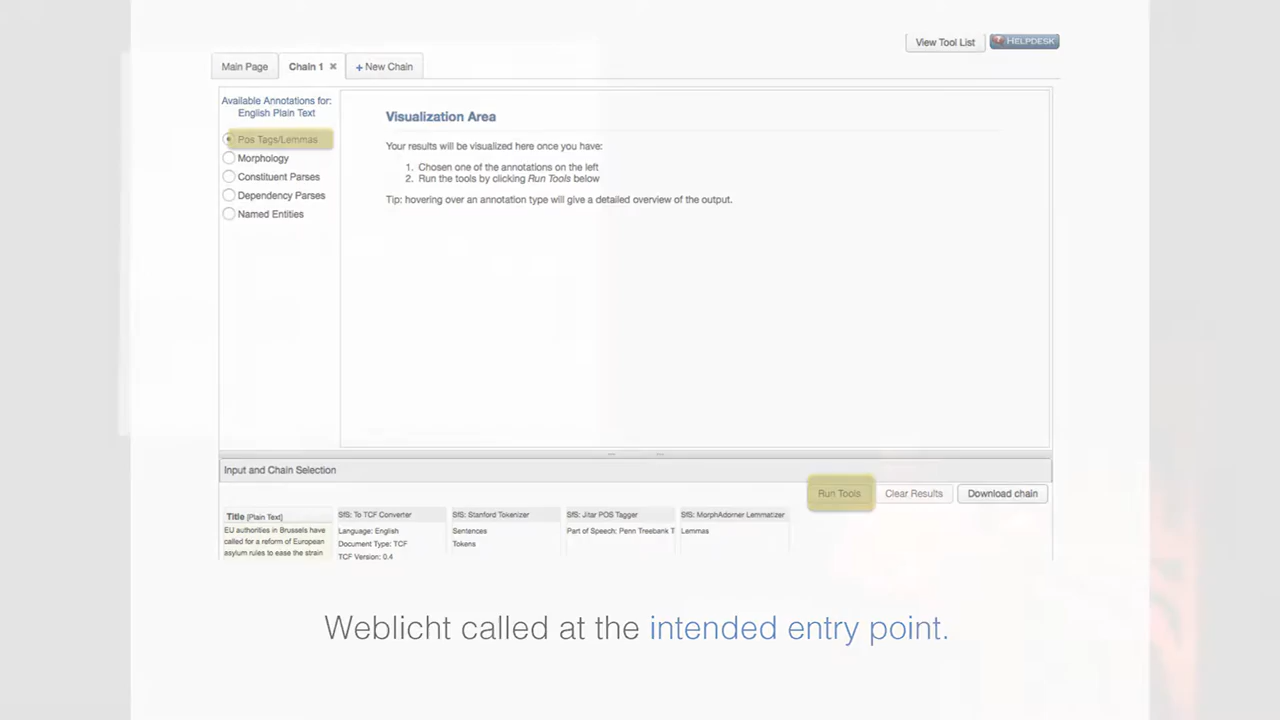 View Tool List
HELPDESK
Main Page
Chain 1
+ New Chain
Available Annotations for:
English Plain Text
Pos Tags/Lemmas
Morphology
Constituent Parses
Dependency Parses
Named Entities
Visualization Area
Your results will be visualized here once you have:
1. Chosen one of the annotations on the left
2. Run the tools by clicking Run Tools below
Tip: hovering over an annotation type will give a detailed overview of the output.
Input and Chain Selection
Run Tools
Clear Results
Download chain
Title [Plain Text]
EU authorities in Brussels have
called for a reform of European
asylum rules to ease the strain
SfS: To TCF Converter
Language: English
Document Type: TCF
TCF Version: 0.4
SfS: Stanford Tokenizer
Sentences
Tokens
SfS: Jitar POS Tagger
Part of Speech: Penn Treebank T
SfS: MorphAdorner Lemmatizer
Lemmas
Weblicht called at the intended entry point.